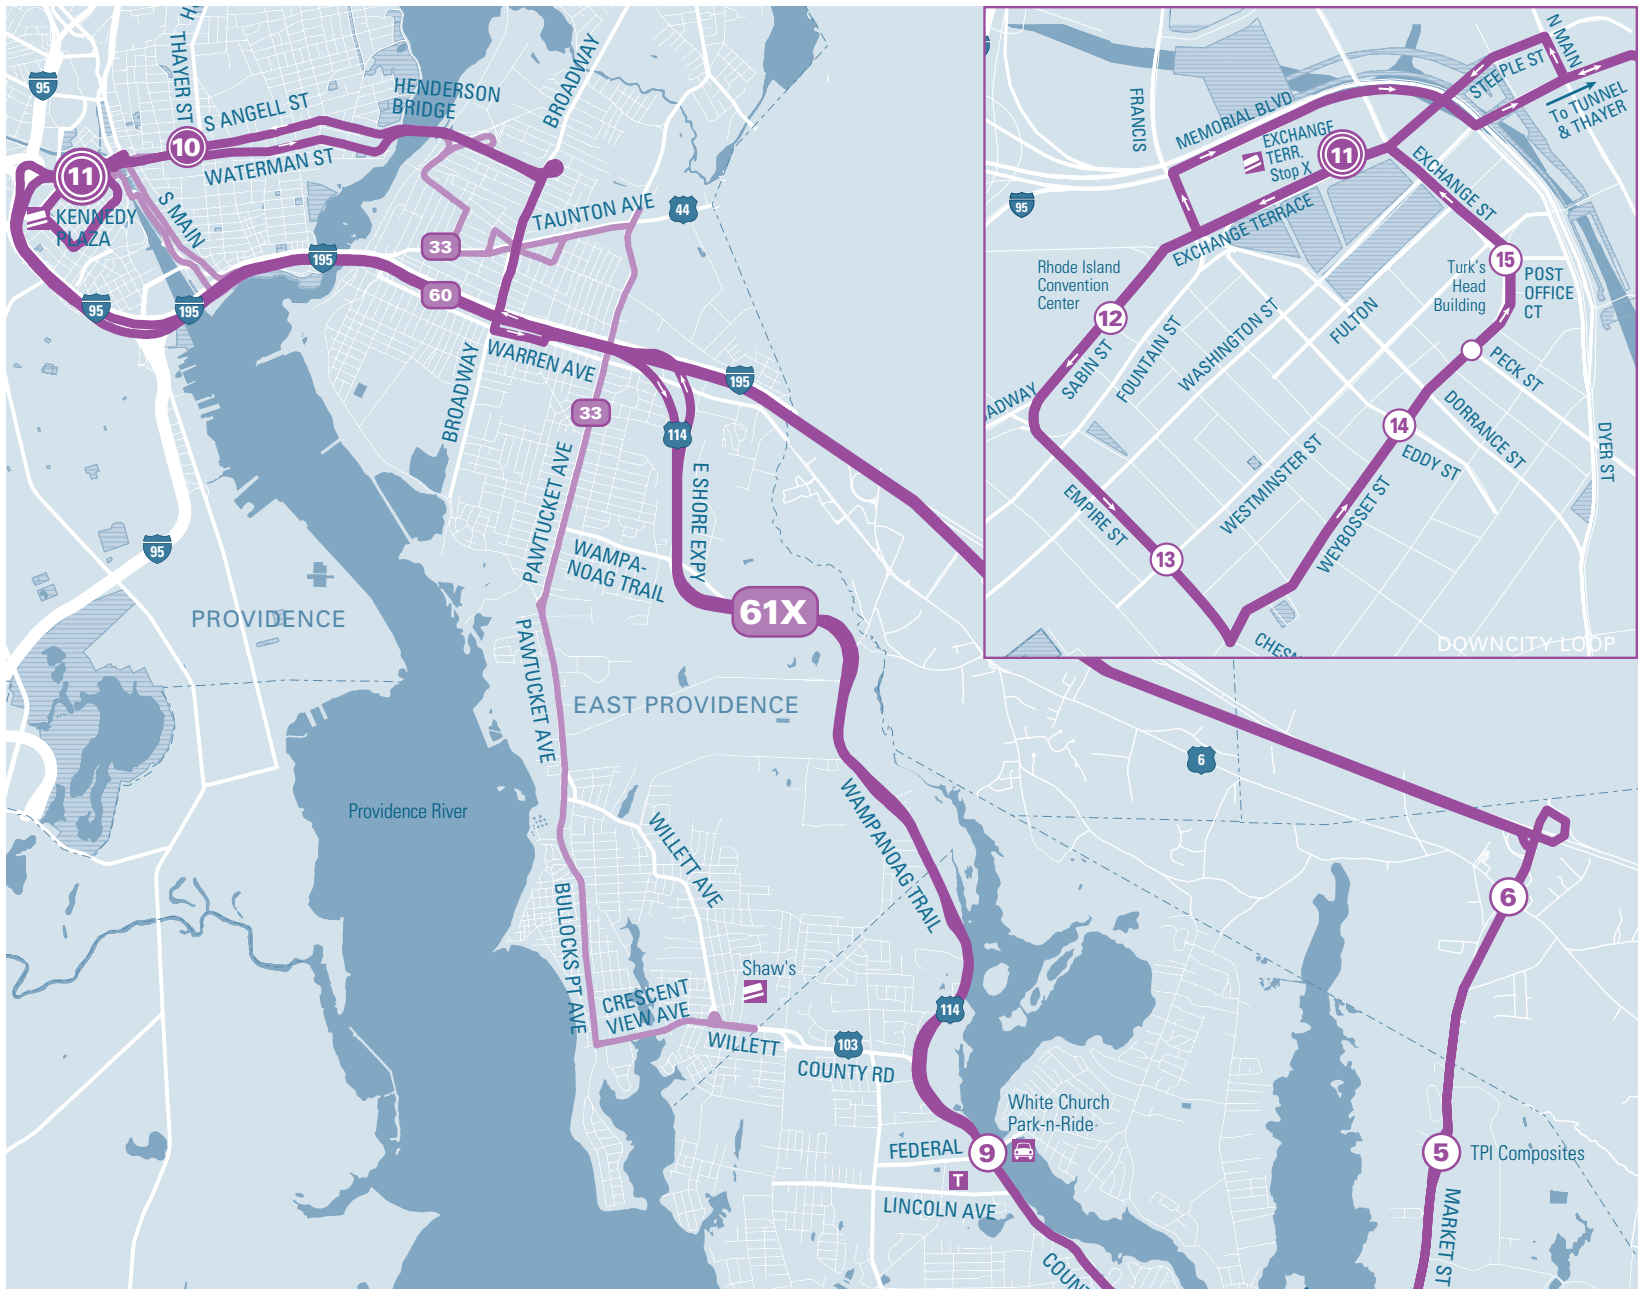 95
THAYER ST
S ANGELL ST
HENDERSON
BRIDGE
BROADWAY
10
WATERMAN ST
11
KENNEDY
PLAZA
S MAIN
TAUNTON AVE
44
33
195
60
95
195
BROADWAY
WARREN AVE
195
33
114
PAWTUCKET AVE
E SHORE EXPY
95
WAMPA-
NOAG TRAIL
61X
PROVIDENCE
PAWTUCKET AVE
EAST PROVIDENCE
6
Providence River
WILLETT AVE
WAMPANOAG TRAIL
6
BULLOCKS PT AVE
Shaw's
CRESCENT
VIEW AVE
114
WILLETT
103
COUNTY RD
White Church
Park-n-Ride
FEDERAL
9
T
LINCOLN AVE
5
TPI Composites
MARKET ST
COUNT
N MAIN
STEEPLE ST
To TUNNEL
& THAYER
FRANCIS
MEMORIAL BLVD
EXCHANGE
TERR.
Stop X
11
EXCHANGE ST
95
EXCHANGE TERRACE
Rhode Island
Convention
Center
12
Turk's
Head
Building
15
POST
OFFICE
CT
FULTON
WASHINGTON ST
FOUNTAIN ST
SABIN ST
PECK ST
ADWAY
DORRANCE ST
14
EDDY ST
DYER ST
WESTMINSTER ST
EMPIRE ST
WEYBOSSET ST
13
CHES
DOWNCITY LOOP